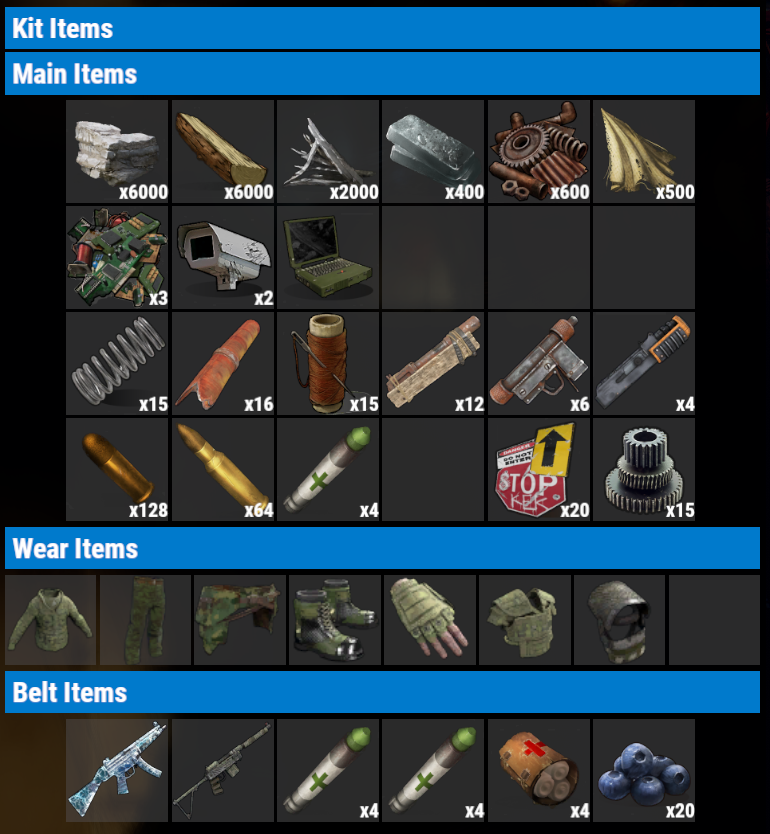 Kit Items
Main Items
x6000 x6000 x2000 x400 x600 x500
x3 x2
x15 x16 x15 x12 x6 x4
DANGER
DO NOT
ENTER
STOP
KEK
x128 x64 x4 x20 x15
Wear Items
Belt Items
x4 x4 x4 x20